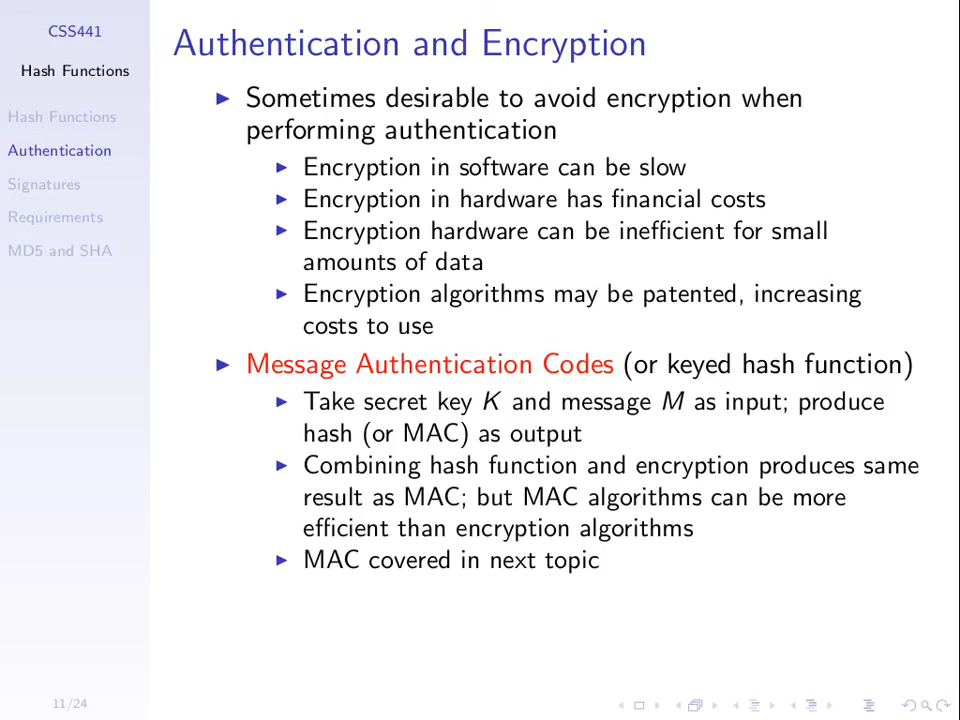 CSS441
Hash Functions
Hash Functions
Authentication
Signatures
Requirements
MD5 and SHA
11/24
Authentication and Encryption
Sometimes desirable to avoid encryption when
performing authentication
Encryption in software can be slow
Encryption in hardware has financial costs
Encryption hardware can be inefficient for small
amounts of data
Encryption algorithms may be patented, increasing
costs to use
Message Authentication Codes (or keyed hash function)
Take secret key K and message M as input; produce
hash (or MAC) as output
Combining hash function and encryption produces same
result as MAC; but MAC algorithms can be more
efficient than encryption algorithms
MAC covered in next topic